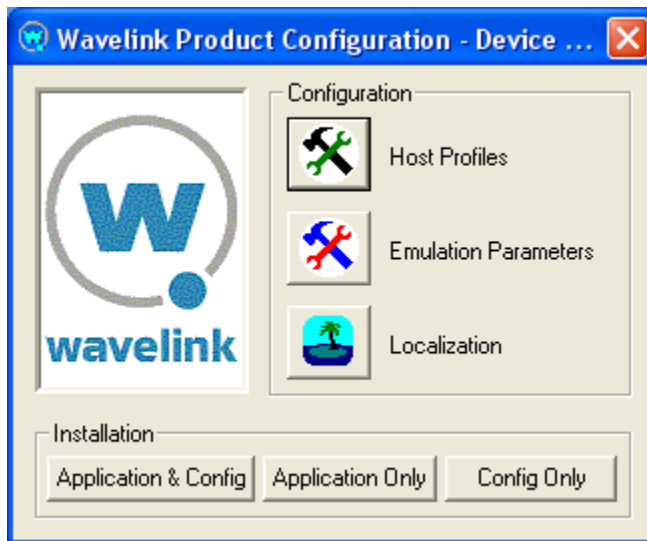 Wavelink Product Configuration - Device ...
wavelink
Configuration
Host Profiles
Emulation Parameters
Localization
Installation
Application & Config
Application Only
Config Only